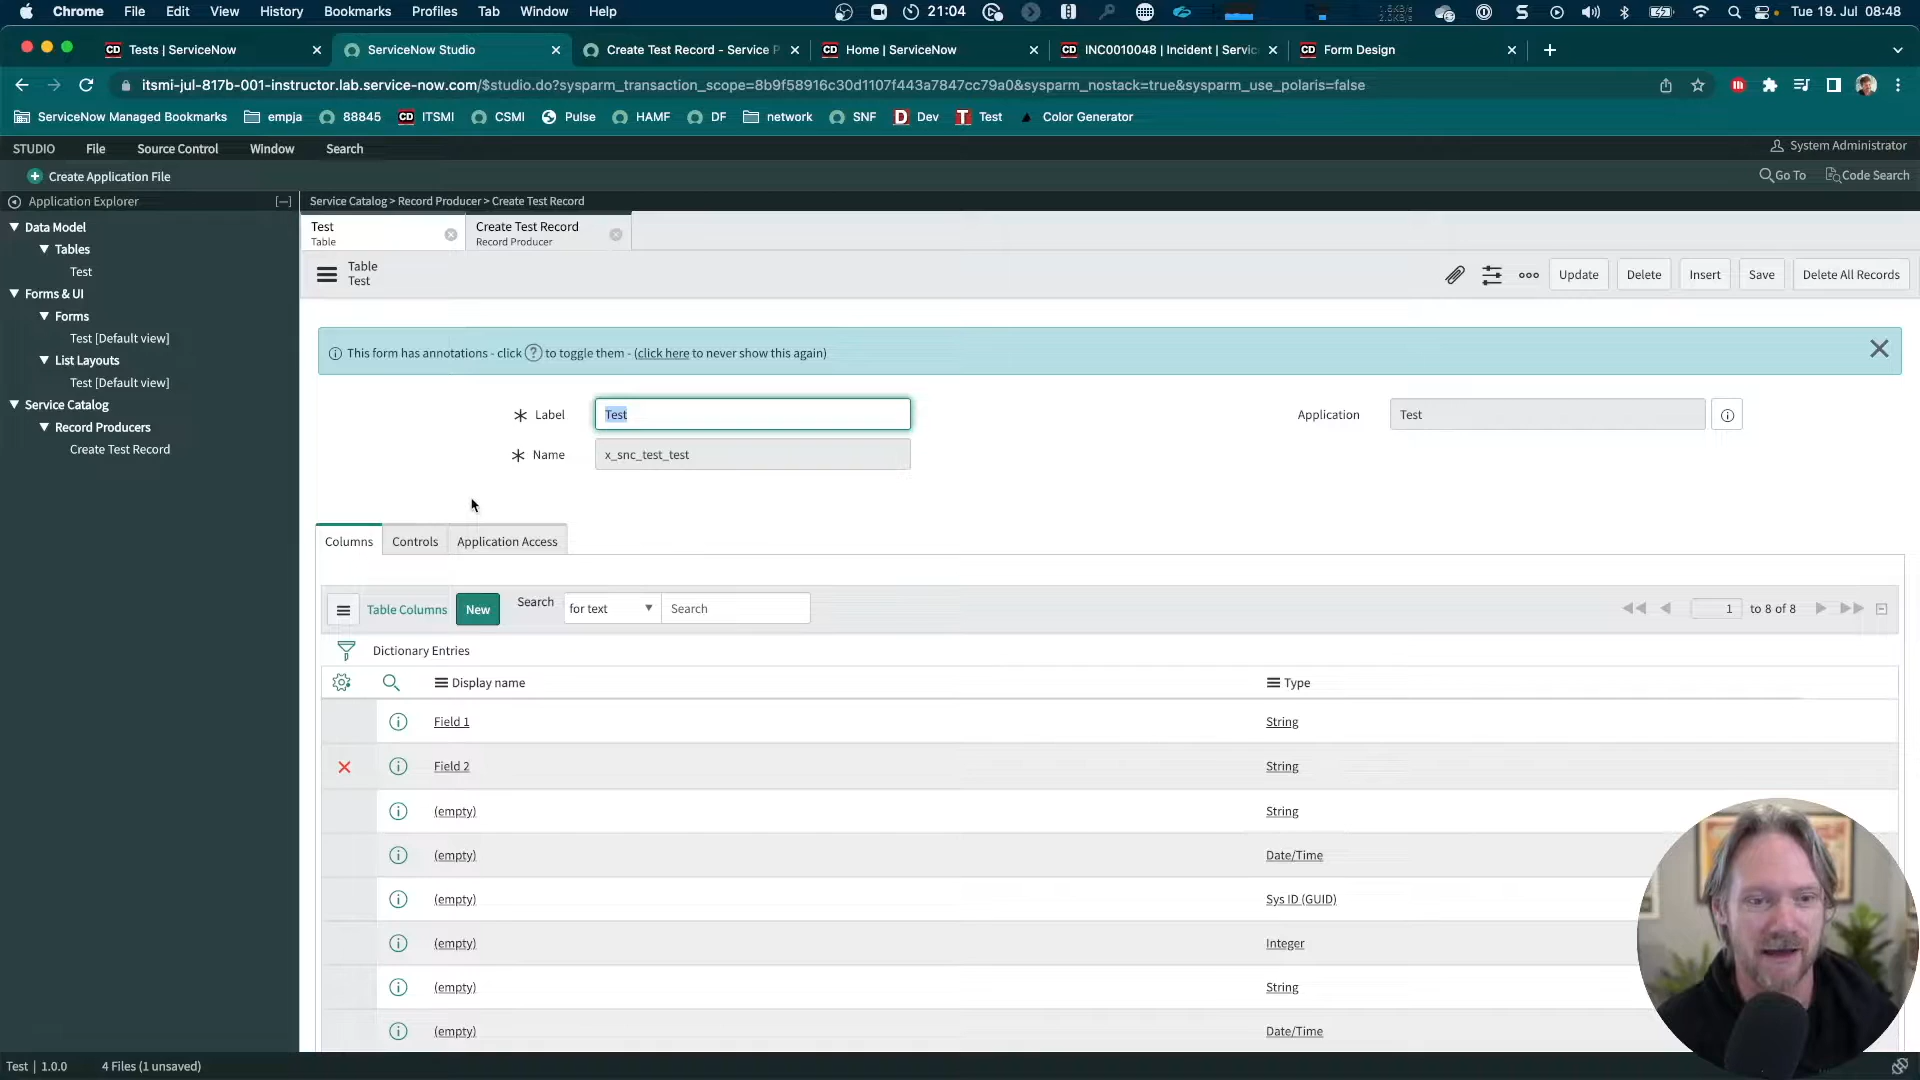 Chrome File Edit View History Bookmarks Profiles Tab Window Help 21:04 Tue 19. Jul 08:48
Tests | ServiceNow ServiceNow Studio Create Test Record - Service P Home | ServiceNow INC0010048 | Incident | Servic Form Design
itsmi-jul-817b-001-instructor.lab.service-now.com/$studio.do?sysparm_transaction_scope=8b9f58916c30d1107f443a7847cc79a0&sysparm_nostack=true&sysparm_use_polaris=false
ServiceNow Managed Bookmarks empja 88845 CD ITSMI CSMI Pulse HAMF DF network SNF D Dev T Test Color Generator
STUDIO File Source Control Window Search System Administrator
Create Application File Go To Code Search
Application Explorer Service Catalog > Record Producer > Create Test Record
Data Model
Tables
Test
Forms & UI
Forms
Test [Default view]
List Layouts
Test [Default view]
Service Catalog
Record Producers
Create Test Record
Test
Table
Create Test Record
Record Producer
Table
Test
Update Delete Insert Save Delete All Records
This form has annotations - click ? to toggle them - (click here to never show this again)
Label Test Application Test
Name x_snc_test_test
Columns Controls Application Access
Table Columns New Search for text Search 1 to 8 of 8
Dictionary Entries
Display name Type
Field 1 String
Field 2 String
(empty) String
(empty) Date/Time
(empty) Sys ID (GUID)
(empty) Integer
(empty) String
(empty) Date/Time
Test | 1.0.0 4 Files (1 unsaved)